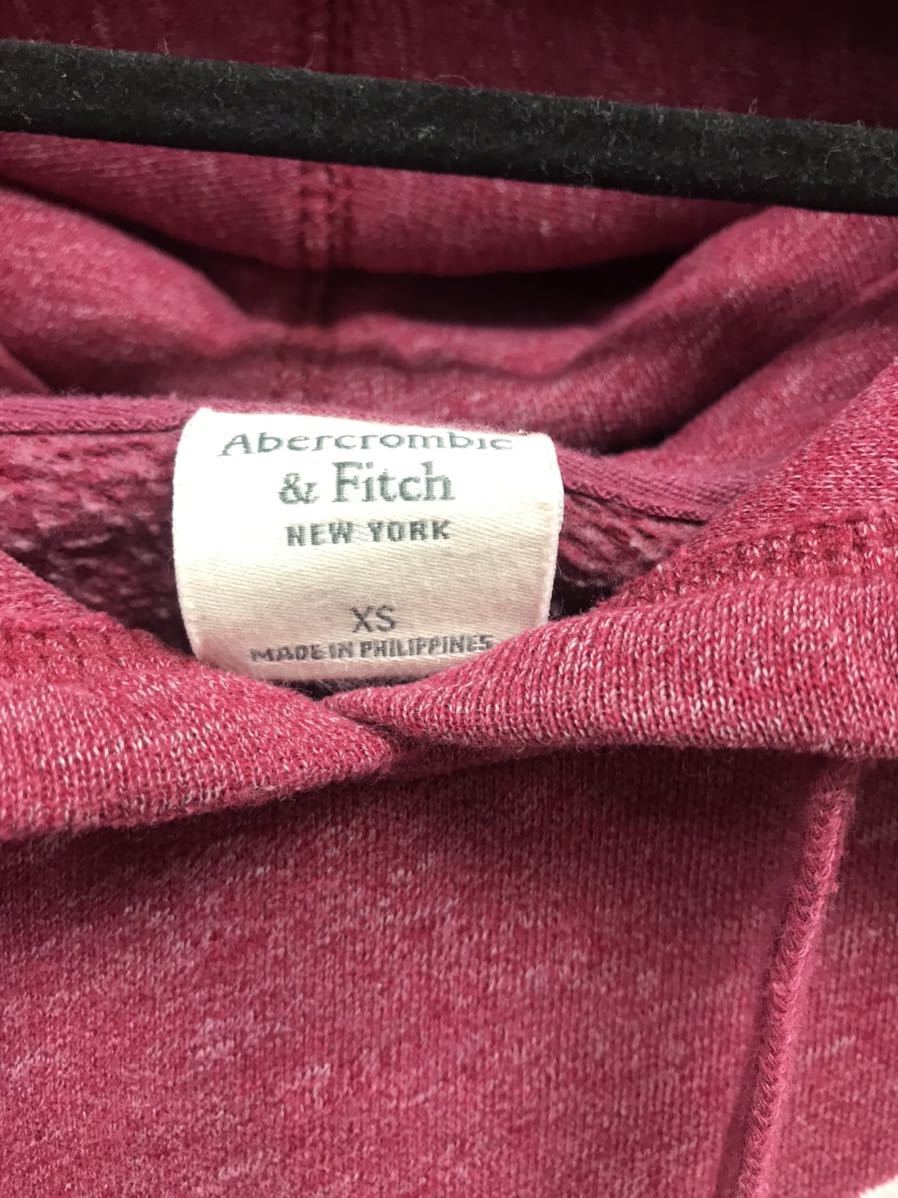 Abercrombie
& Fitch
NEW YORK
XS
MADE IN PHILIPPINES